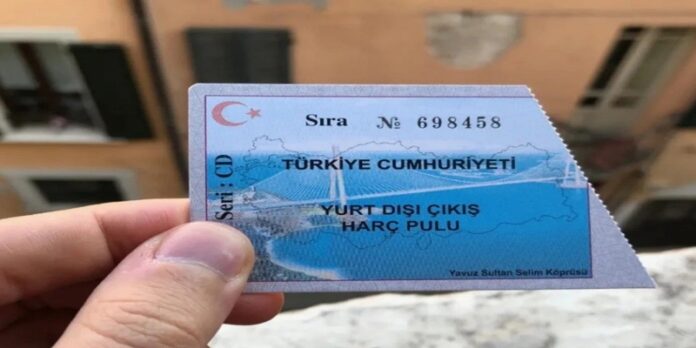 Sıra № 698458
TÜRKİYE CUMHURİYETİ
Seri : CD
YURT DIŞI ÇIKIŞ
HARÇ PULU
Yavuz Sultan Selim Köprüsü